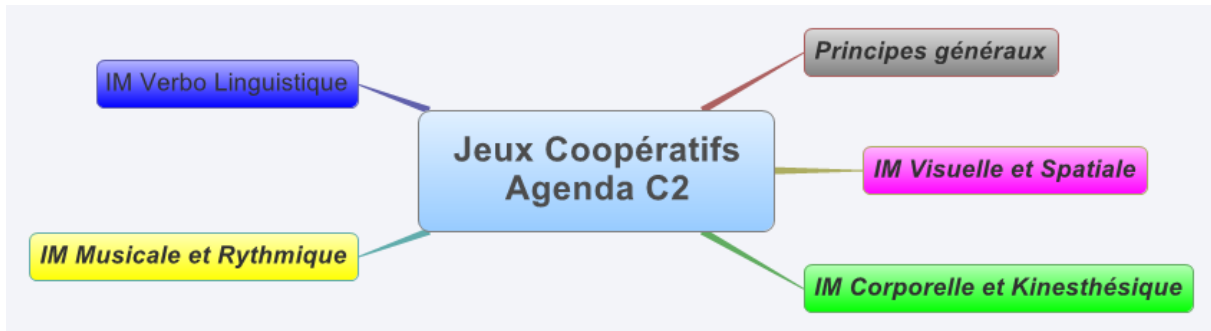 Principes généraux
IM Verbo Linguistique
Jeux Coopératifs
Agenda C2
IM Visuelle et Spatiale
IM Musicale et Rythmique
IM Corporelle et Kinesthésique